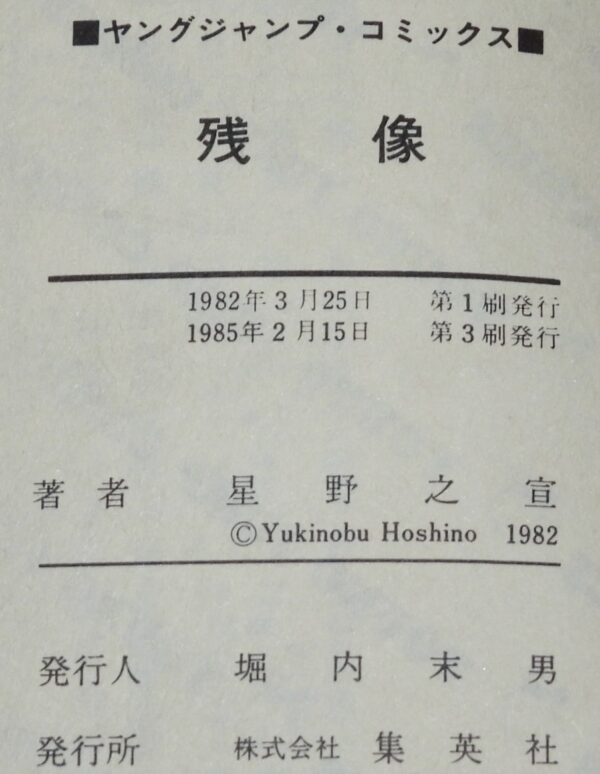 ■ヤングジャンプ・コミックス■
残像
1982年3月25日 第1刷発行
1985年2月15日 第3刷発行
著者 星野之宣
©Yukinobu Hoshino 1982
発行人 堀内末男
発行所 株式会社 集英社